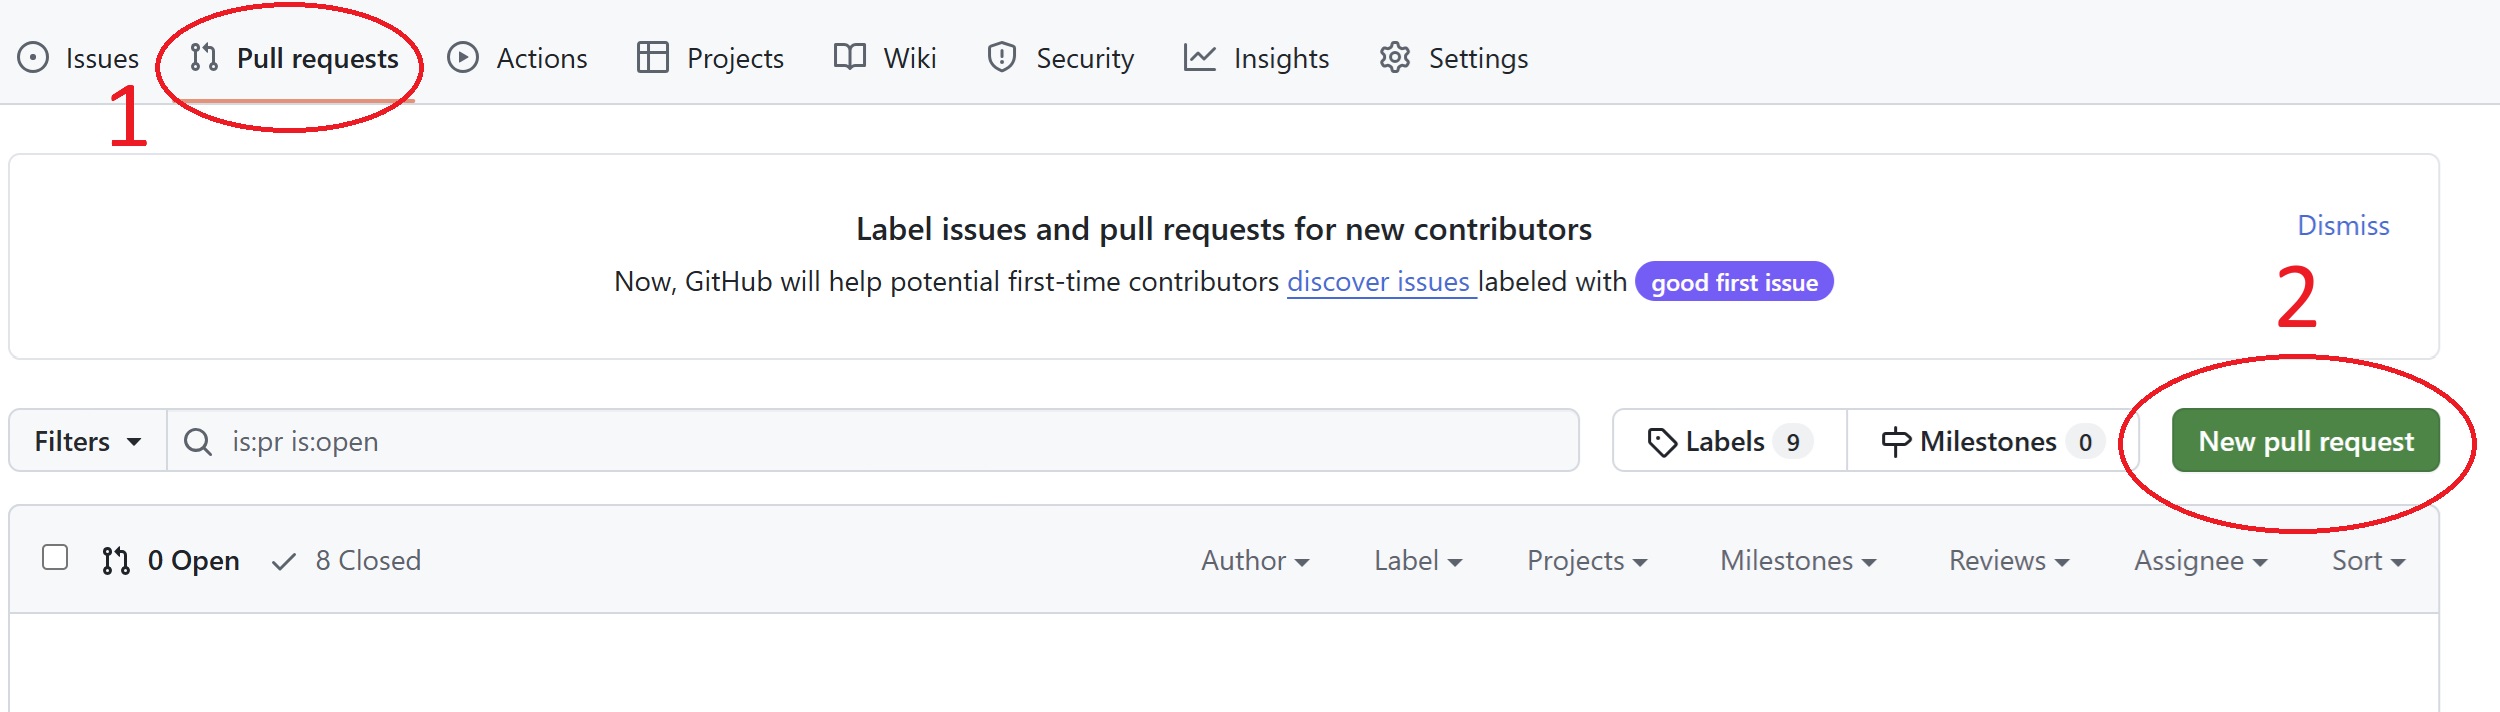 Issues Pull requests Actions Projects Wiki Security Insights Settings
1
Label issues and pull requests for new contributors
Dismiss
Now, GitHub will help potential first-time contributors discover issues labeled with good first issue
2
Filters is:pr is:open Labels 9 Milestones 0 New pull request
0 Open 8 Closed Author Label Projects Milestones Reviews Assignee Sort